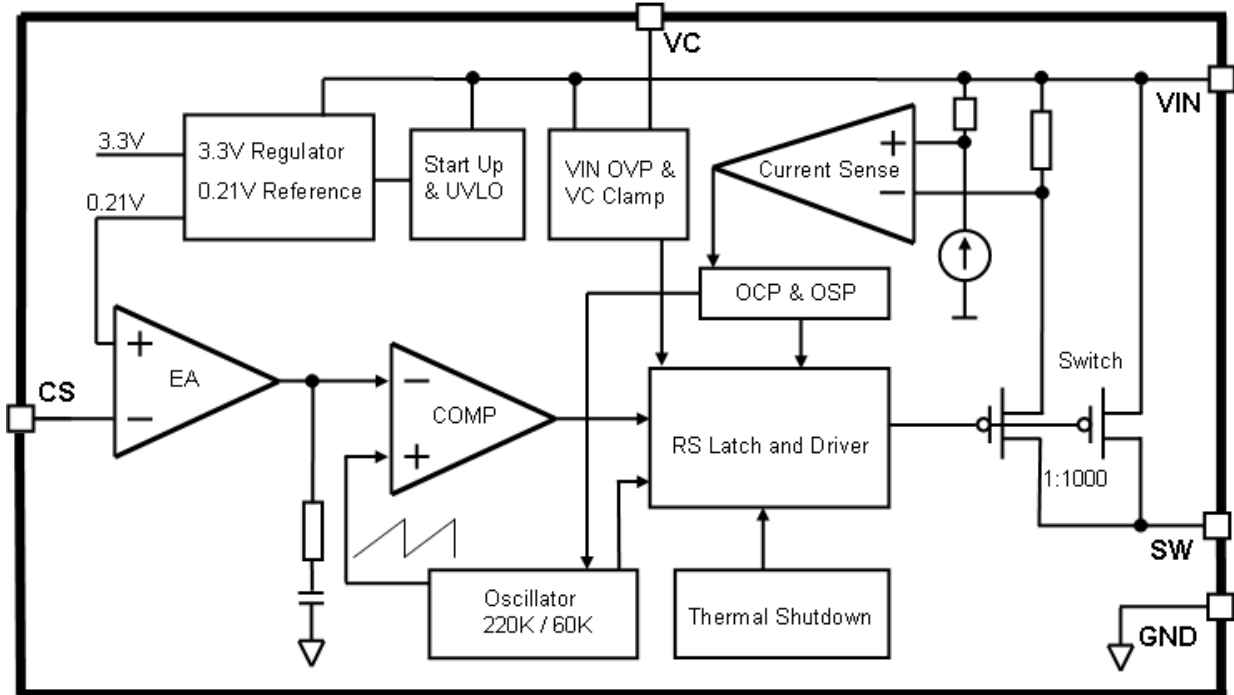 VC
VIN
3.3V
3.3V Regulator
0.21V Reference
0.21V
Start Up
& UVLO
VIN OVP &
VC Clamp
+
Current Sense
−
OCP & OSP
CS
+
EA
−
−
COMP
+
RS Latch and Driver
Switch
1:1000
SW
Oscillator
220K / 60K
Thermal Shutdown
GND